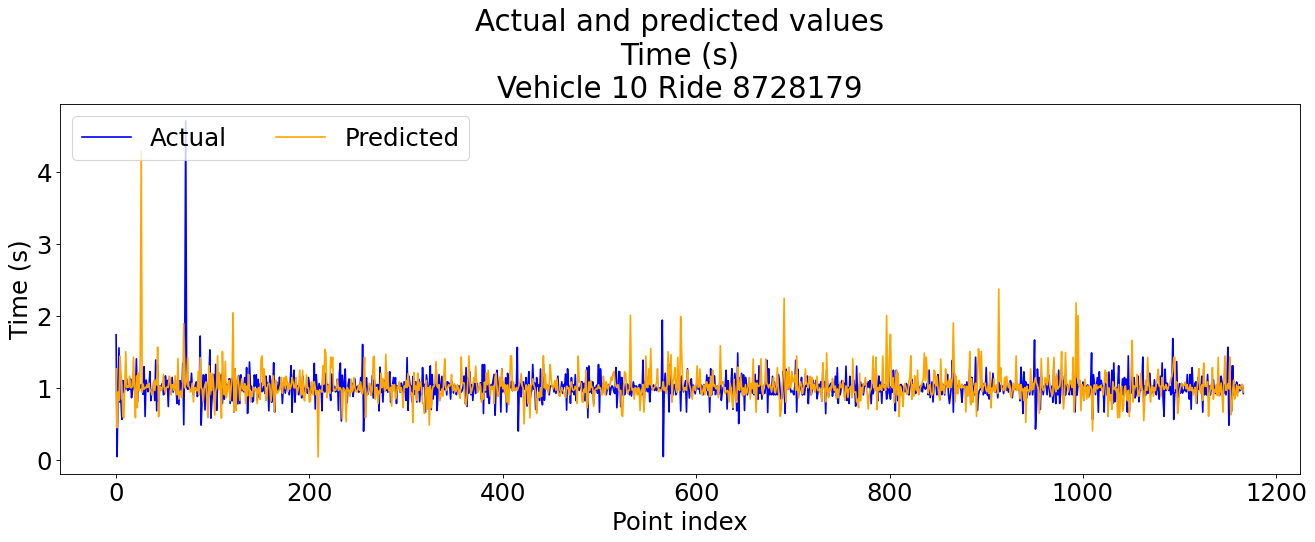 Actual and predicted values
Time (s)
Vehicle 10 Ride 8728179
Actual Predicted
4
3
2
1
0
Time (s)
0 200 400 600 800 1000 1200
Point index